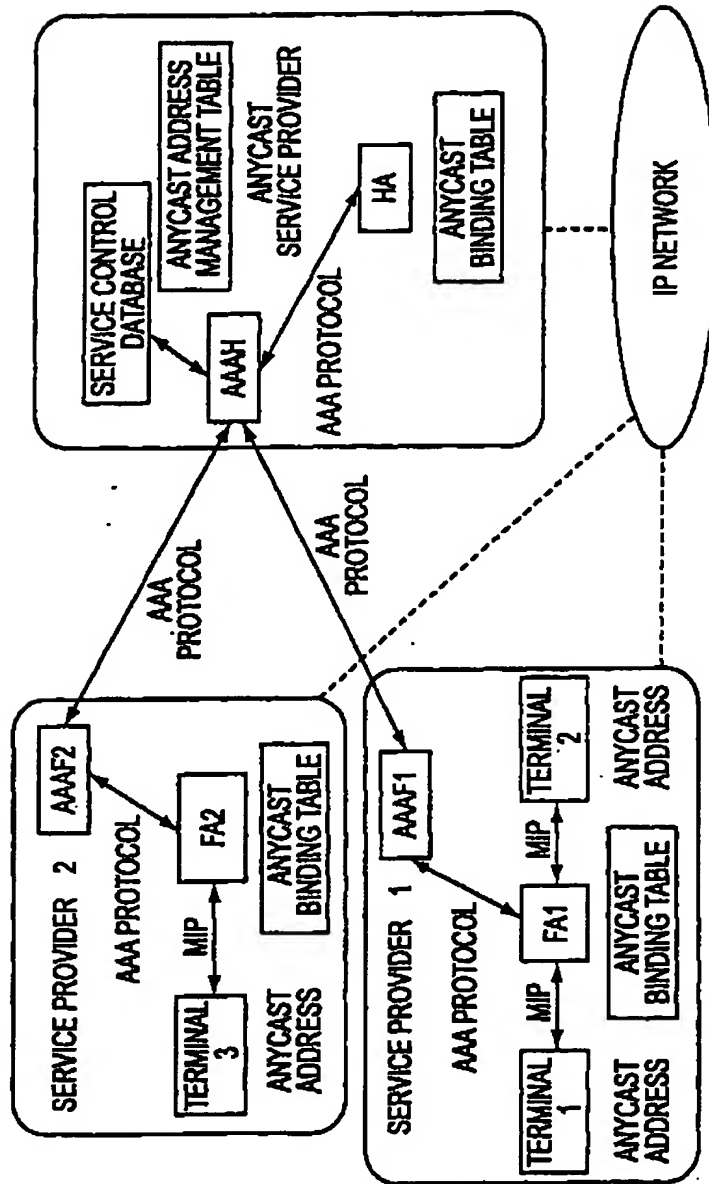 SERVICE PROVIDER 2
AAAF2
AAA PROTOCOL
FA2
MIP
TERMINAL
3
ANYCAST
ADDRESS
ANYCAST
BINDING TABLE
AAA
PROTOCOL
AAA
PROTOCOL
SERVICE CONTROL
DATABASE
ANYCAST ADDRESS
MANAGEMENT TABLE
ANYCAST
SERVICE PROVIDER
AAAH
AAA PROTOCOL
HA
ANYCAST
BINDING TABLE
SERVICE PROVIDER 1
AAAF1
AAA PROTOCOL
TERMINAL
1
MIP
FA1
MIP
TERMINAL
2
ANYCAST
ADDRESS
ANYCAST
BINDING TABLE
ANYCAST
ADDRESS
IP NETWORK